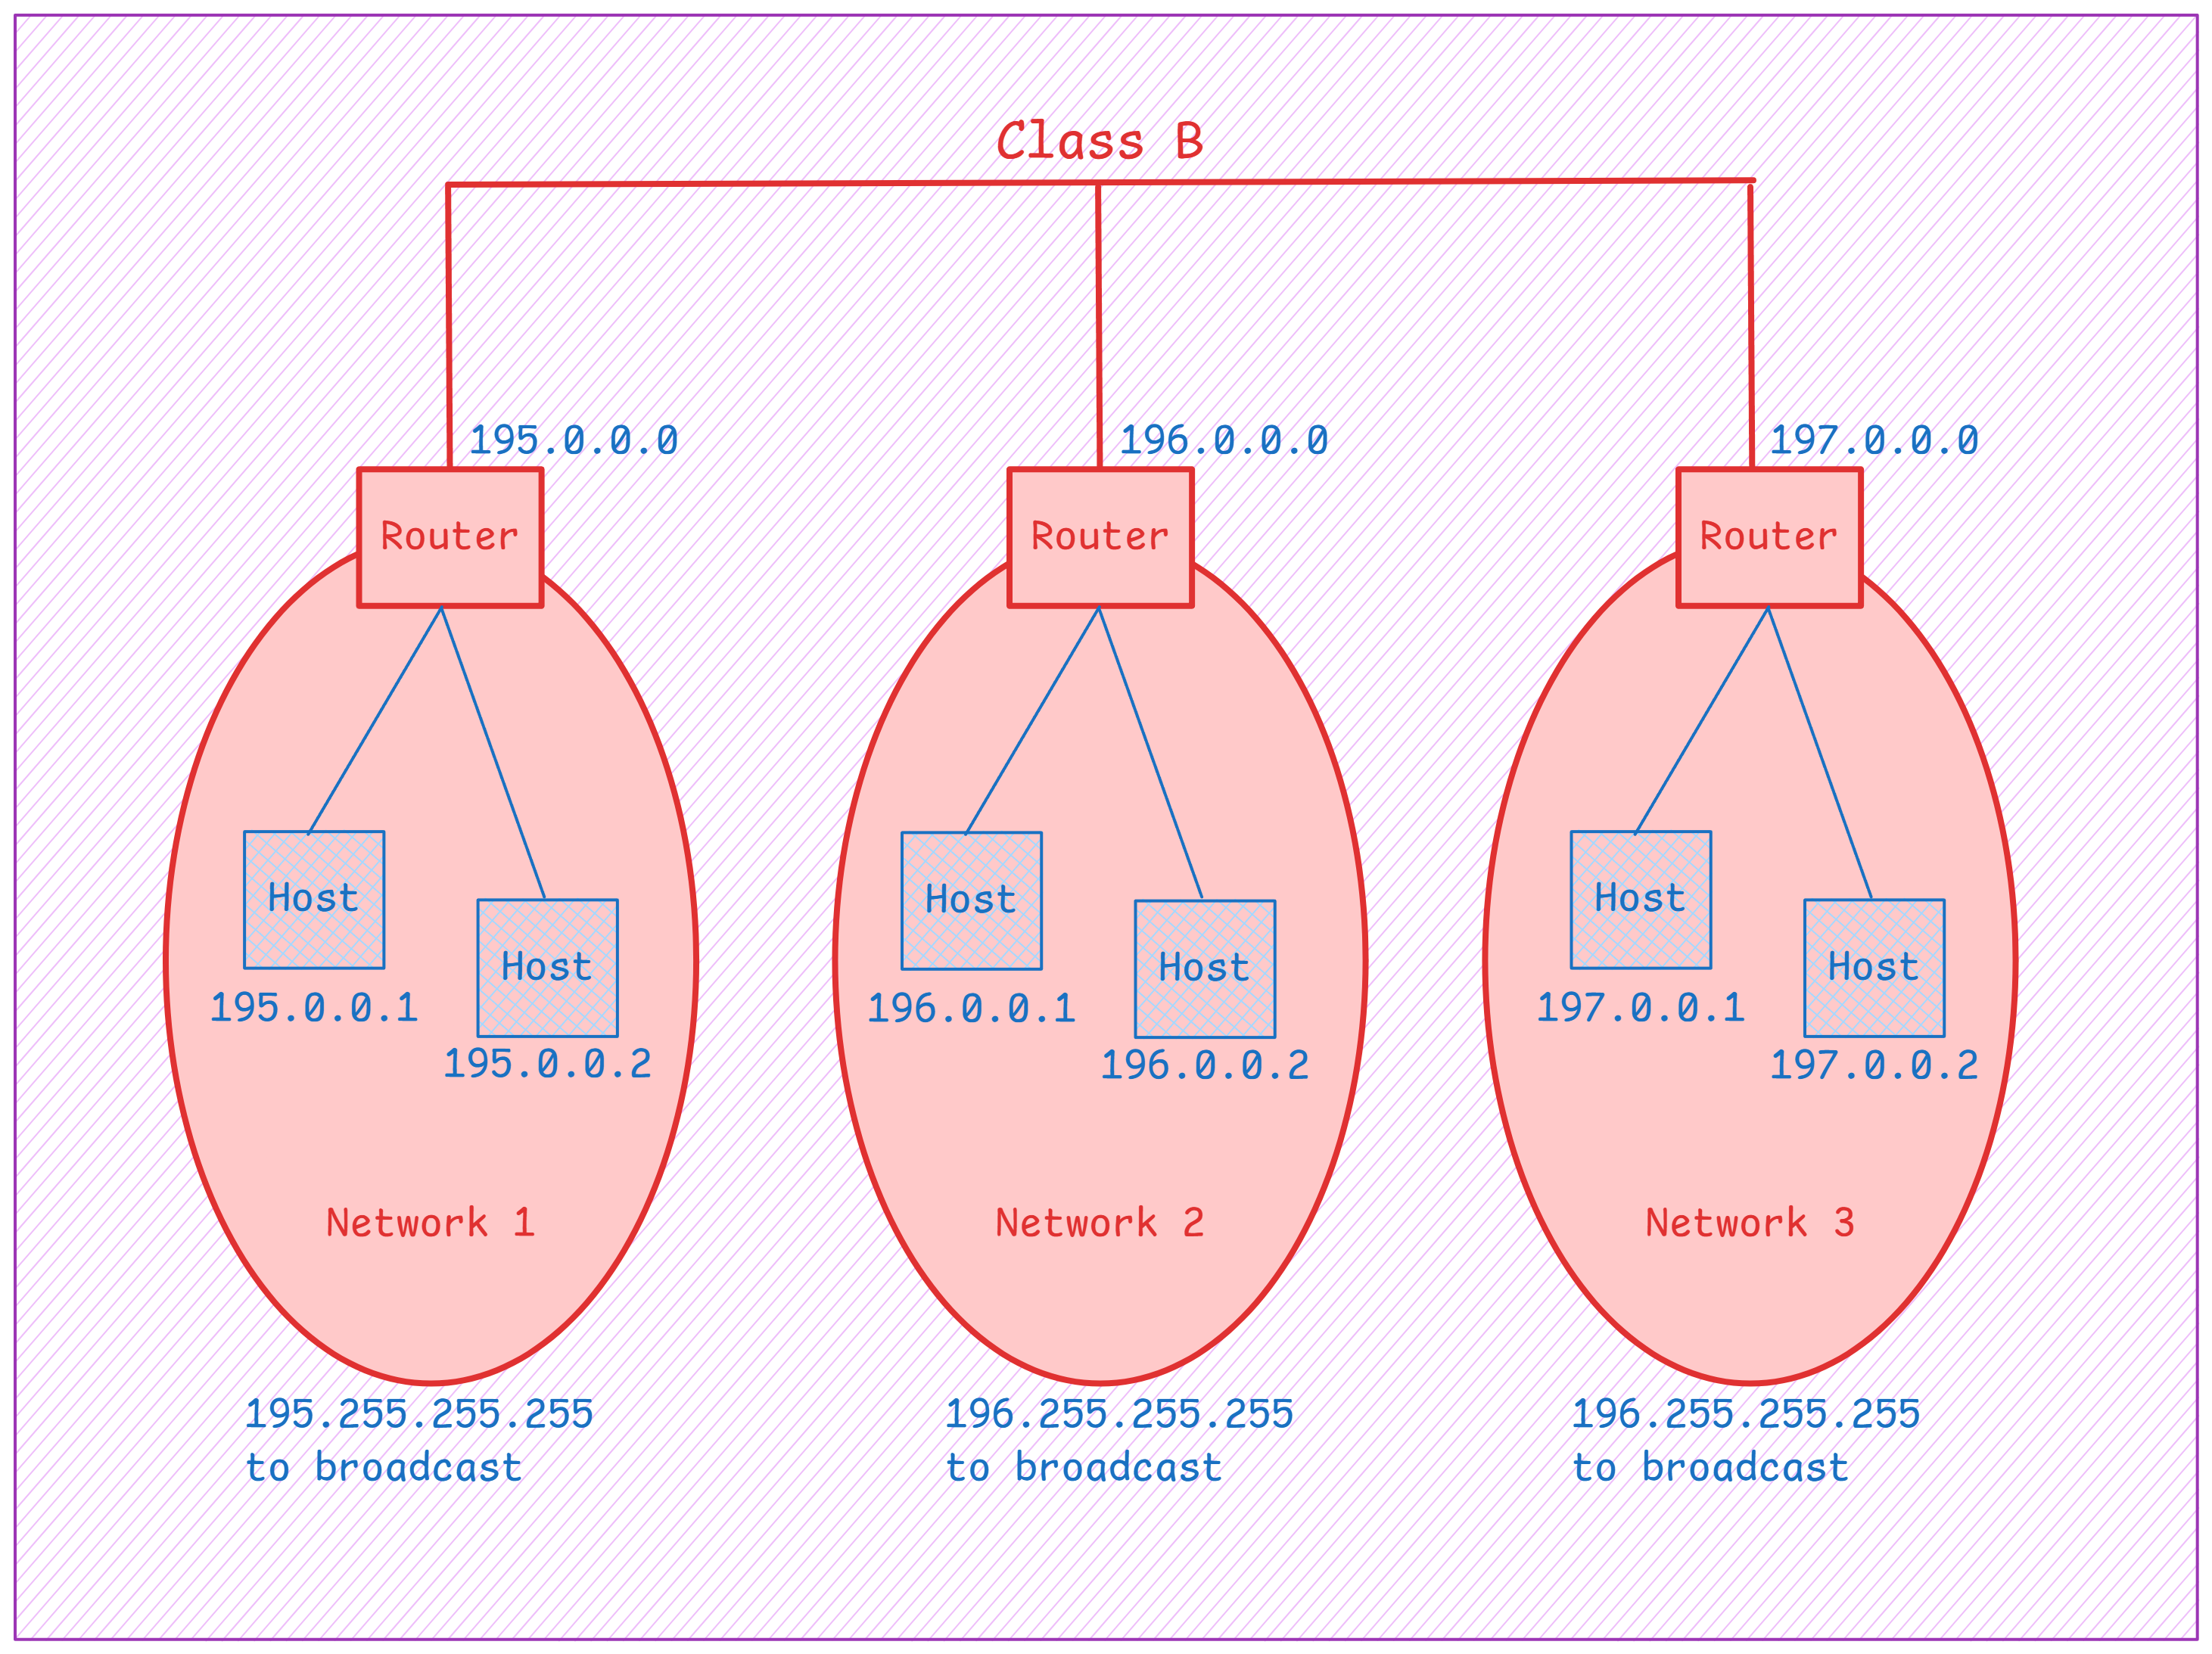 Class B
195.0.0.0
196.0.0.0
197.0.0.0
Router
Router
Router
Host
Host
Host
Host
Host
Host
195.0.0.1
196.0.0.1
197.0.0.1
195.0.0.2
196.0.0.2
197.0.0.2
Network 1
Network 2
Network 3
195.255.255.255
to broadcast
196.255.255.255
to broadcast
196.255.255.255
to broadcast